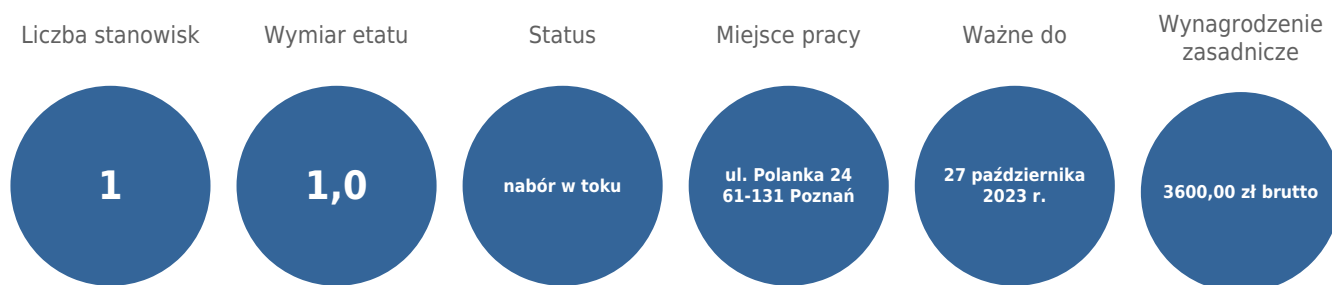 Liczba stanowisk
1
Wymiar etatu
1,0
Status
nabór w toku
Miejsce pracy
ul. Polanka 24
61-131 Poznań
Ważne do
27 października
2023 r.
Wynagrodzenie
zasadnicze
3600,00 zł brutto